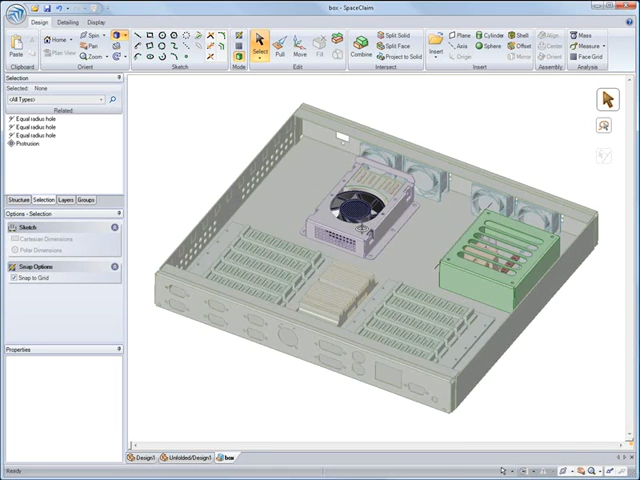 box - SpaceClaim
Design Detailing Display
Home Spin Split Solid Plane Cylinder Shell Align Mass
Plan View Pan Split Face Axis Sphere Offset Center Measure
Paste Zoom Select Pull Move Fill Combine Project to Solid Insert Origin Mirror Orient Face Grid
Clipboard Orient Sketch Mode Edit Intersect Insert Assembly Analysis
Selection
Selected: None
<All Types>
Related
Equal radius hole
Equal radius hole
Equal radius hole
Protrusion
Structure Selection Layers Groups
Options - Selection
Sketch
Cartesian Dimensions
Polar Dimensions
Snap Options
Snap to Grid
Properties
Design1 Unfolded/Design1 box
Ready